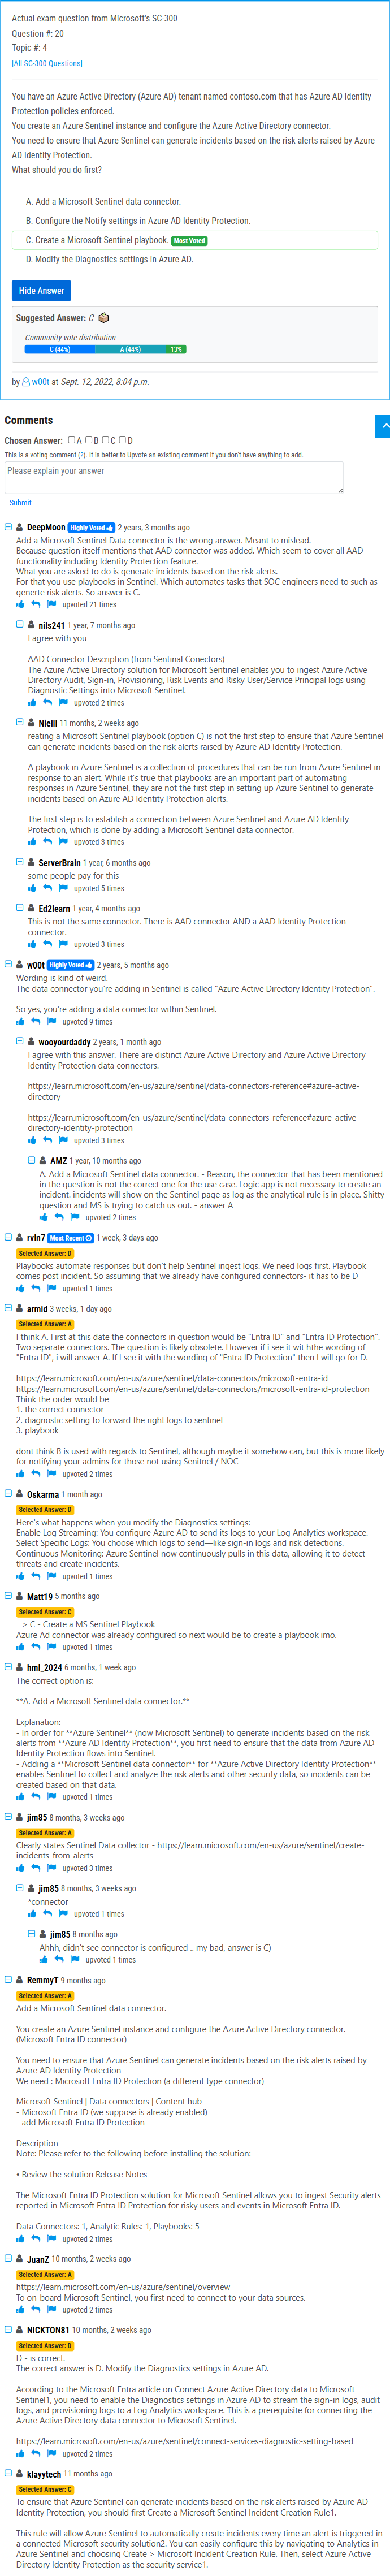 Actual exam question from Microsoft's SC-300
Question #: 20
Topic #: 4
[All SC-300 Questions]
You have an Azure Active Directory (Azure AD) tenant named contoso.com that has Azure AD Identity
Protection policies enforced.
You create an Azure Sentinel instance and configure the Azure Active Directory connector.
You need to ensure that Azure Sentinel can generate incidents based on the risk alerts raised by Azure
AD Identity Protection.
What should you do first?
A. Add a Microsoft Sentinel data connector.
B. Configure the Notify settings in Azure AD Identity Protection.
C. Create a Microsoft Sentinel playbook. Most Voted
D. Modify the Diagnostics settings in Azure AD.
Hide Answer
Suggested Answer: C
Community vote distribution
C (44%) A (44%) 13%
by w00t at Sept. 12, 2022, 8:04 p.m.
Comments
Chosen Answer: A B C D
This is a voting comment (?). It is better to Upvote an existing comment if you don't have anything to add.
Please explain your answer
Submit
DeepMoon Highly Voted 2 years, 3 months ago
Add a Microsoft Sentinel Data connector is the wrong answer. Meant to mislead.
Because question itself mentions that AAD connector was added. Which seem to cover all AAD
functionality including Identity Protection feature.
What you are asked to do is generate incidents based on the risk alerts.
For that you use playbooks in Sentinel. Which automates tasks that SOC engineers need to such as
generte risk alerts. So answer is C.
upvoted 21 times
nils241 1 year, 7 months ago
I agree with you
AAD Connector Description (from Sentinal Conectors)
The Azure Active Directory solution for Microsoft Sentinel enables you to ingest Azure Active
Directory Audit, Sign-in, Provisioning, Risk Events and Risky User/Service Principal logs using
Diagnostic Settings into Microsoft Sentinel.
upvoted 2 times
Nielll 11 months, 2 weeks ago
reating a Microsoft Sentinel playbook (option C) is not the first step to ensure that Azure Sentinel
can generate incidents based on the risk alerts raised by Azure AD Identity Protection.
A playbook in Azure Sentinel is a collection of procedures that can be run from Azure Sentinel in
response to an alert. While it's true that playbooks are an important part of automating
responses in Azure Sentinel, they are not the first step in setting up Azure Sentinel to generate
incidents based on Azure AD Identity Protection alerts.
The first step is to establish a connection between Azure Sentinel and Azure AD Identity
Protection, which is done by adding a Microsoft Sentinel data connector.
upvoted 3 times
ServerBrain 1 year, 6 months ago
some people pay for this
upvoted 5 times
Ed2learn 1 year, 4 months ago
This is not the same connector. There is AAD connector AND a AAD Identity Protection
connector.
upvoted 3 times
w00t Highly Voted 2 years, 5 months ago
Wording is kind of weird.
The data connector you're adding in Sentinel is called "Azure Active Directory Identity Protection".
So yes, you're adding a data connector within Sentinel.
upvoted 9 times
wooyourdaddy 2 years, 1 month ago
I agree with this answer. There are distinct Azure Active Directory and Azure Active Directory
Identity Protection data connectors.
https://learn.microsoft.com/en-us/azure/sentinel/data-connectors-reference#azure-active-
directory
https://learn.microsoft.com/en-us/azure/sentinel/data-connectors-reference#azure-active-
directory-identity-protection
upvoted 3 times
AMZ 1 year, 10 months ago
A. Add a Microsoft Sentinel data connector. - Reason, the connector that has been mentioned
in the question is not the correct one for the use case. Logic app is not necessary to create an
incident. incidents will show on the Sentinel page as log as the analytical rule is in place. Shitty
question and MS is trying to catch us out. - answer A
upvoted 2 times
rvln7 Most Recent 1 week, 3 days ago
Selected Answer: D
Playbooks automate responses but don't help Sentinel ingest logs. We need logs first. Playbook
comes post incident. So assuming that we already have configured connectors- it has to be D
upvoted 1 times
armid 3 weeks, 1 day ago
Selected Answer: A
I think A. First at this date the connectors in question would be "Entra ID" and "Entra ID Protection".
Two separate connectors. The question is likely obsolete. However if i see it wit hthe wording of
"Entra ID", i will answer A. If I see it with the wording of "Entra ID Protection" then I will go for D.
https://learn.microsoft.com/en-us/azure/sentinel/data-connectors/microsoft-entra-id
https://learn.microsoft.com/en-us/azure/sentinel/data-connectors/microsoft-entra-id-protection
Think the order would be
1. the correct connector
2. diagnostic setting to forward the right logs to sentinel
3. playbook
dont think B is used with regards to Sentinel, although maybe it somehow can, but this is more likely
for notifying your admins for those not using Senitnel / NOC
upvoted 2 times
Oskarma 1 month ago
Selected Answer: D
Here's what happens when you modify the Diagnostics settings:
Enable Log Streaming: You configure Azure AD to send its logs to your Log Analytics workspace.
Select Specific Logs: You choose which logs to send—like sign-in logs and risk detections.
Continuous Monitoring: Azure Sentinel now continuously pulls in this data, allowing it to detect
threats and create incidents.
upvoted 1 times
Matt19 5 months ago
Selected Answer: C
=> C - Create a MS Sentinel Playbook
Azure Ad connector was already configured so next would be to create a playbook imo.
upvoted 1 times
hml_2024 6 months, 1 week ago
The correct option is:
**A. Add a Microsoft Sentinel data connector.**
Explanation:
- In order for **Azure Sentinel** (now Microsoft Sentinel) to generate incidents based on the risk
alerts from **Azure AD Identity Protection**, you first need to ensure that the data from Azure AD
Identity Protection flows into Sentinel.
- Adding a **Microsoft Sentinel data connector** for **Azure Active Directory Identity Protection**
enables Sentinel to collect and analyze the risk alerts and other security data, so incidents can be
created based on that data.
upvoted 1 times
jim85 8 months, 3 weeks ago
Selected Answer: A
Clearly states Sentinel Data collector - https://learn.microsoft.com/en-us/azure/sentinel/create-
incidents-from-alerts
upvoted 3 times
jim85 8 months, 3 weeks ago
*connector
upvoted 1 times
jim85 8 months ago
Ahhh, didn't see connector is configured .. my bad, answer is C)
upvoted 1 times
RemmyT 9 months ago
Selected Answer: A
Add a Microsoft Sentinel data connector.
You create an Azure Sentinel instance and configure the Azure Active Directory connector.
(Microsoft Entra ID connector)
You need to ensure that Azure Sentinel can generate incidents based on the risk alerts raised by
Azure AD Identity Protection
We need : Microsoft Entra ID Protection (a different type connector)
Microsoft Sentinel | Data connectors | Content hub
- Microsoft Entra ID (we suppose is already enabled)
- add Microsoft Entra ID Protection
Description
Note: Please refer to the following before installing the solution:
• Review the solution Release Notes
The Microsoft Entra ID Protection solution for Microsoft Sentinel allows you to ingest Security alerts
reported in Microsoft Entra ID Protection for risky users and events in Microsoft Entra ID.
Data Connectors: 1, Analytic Rules: 1, Playbooks: 5
upvoted 2 times
JuanZ 10 months, 2 weeks ago
Selected Answer: A
https://learn.microsoft.com/en-us/azure/sentinel/overview
To on-board Microsoft Sentinel, you first need to connect to your data sources.
upvoted 2 times
NICKTON81 10 months, 2 weeks ago
Selected Answer: D
D - is correct.
The correct answer is D. Modify the Diagnostics settings in Azure AD.
According to the Microsoft Entra article on Connect Azure Active Directory data to Microsoft
Sentinel1, you need to enable the Diagnostics settings in Azure AD to stream the sign-in logs, audit
logs, and provisioning logs to a Log Analytics workspace. This is a prerequisite for connecting the
Azure Active Directory data connector to Microsoft Sentinel.
https://learn.microsoft.com/en-us/azure/sentinel/connect-services-diagnostic-setting-based
upvoted 2 times
klayytech 11 months ago
Selected Answer: C
To ensure that Azure Sentinel can generate incidents based on the risk alerts raised by Azure AD
Identity Protection, you should first Create a Microsoft Sentinel Incident Creation Rule1.
This rule will allow Azure Sentinel to automatically create incidents every time an alert is triggered in
a connected Microsoft security solution2. You can easily configure this by navigating to Analytics in
Azure Sentinel and choosing Create > Microsoft Incident Rule. Then, select Azure Active
Directory Identity Protection as the security service1.